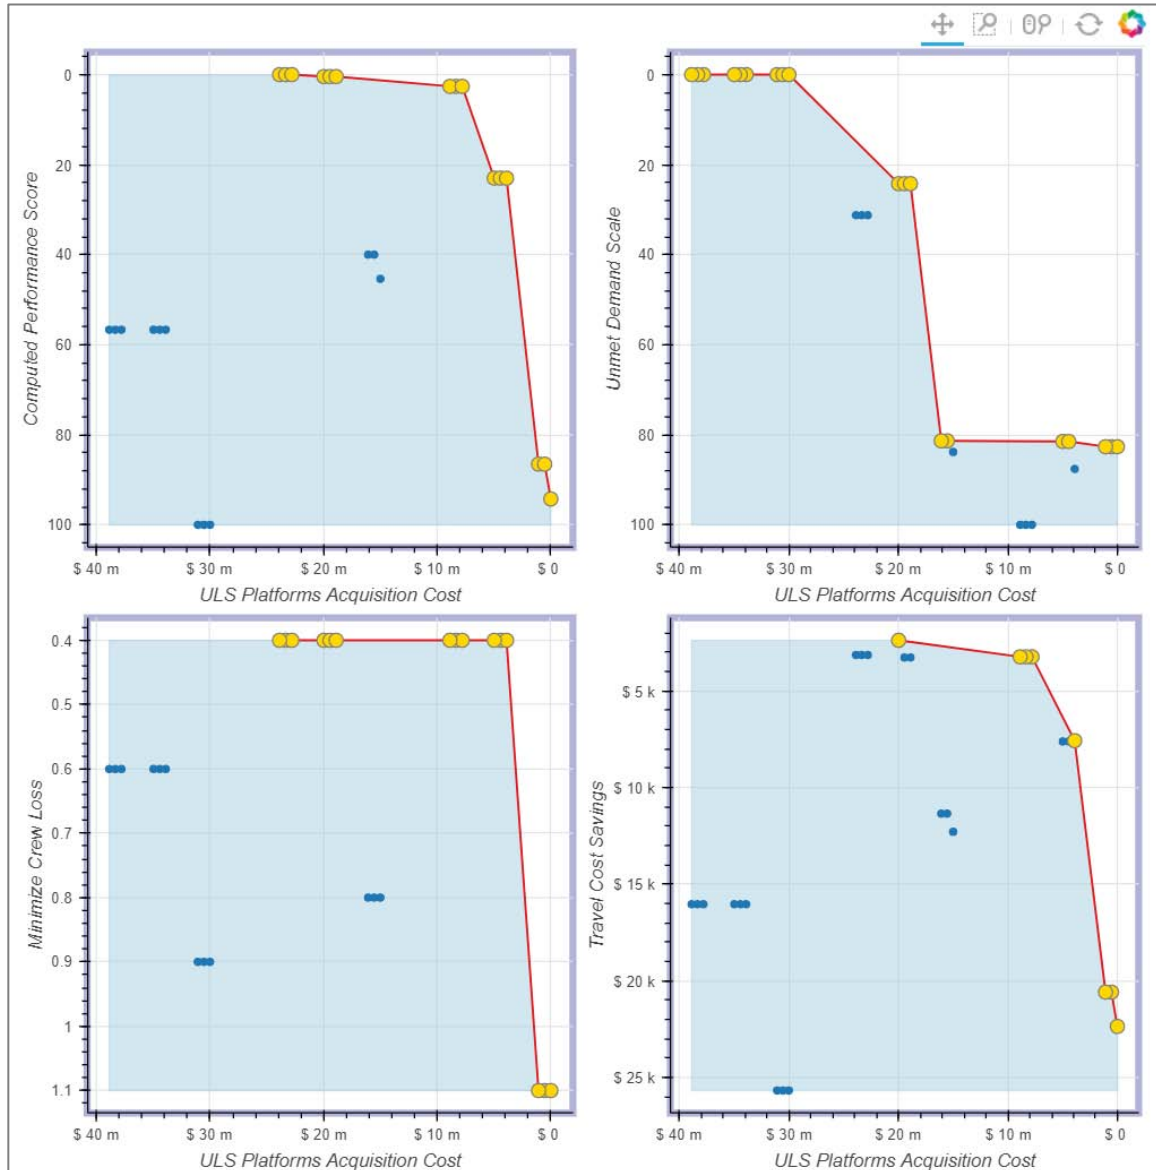 Computed Performance Score
0
20
40
60
80
100
$ 40 m $ 30 m $ 20 m $ 10 m $ 0
ULS Platforms Acquisition Cost
Unmet Demand Scale
0
20
40
60
80
100
$ 40 m $ 30 m $ 20 m $ 10 m $ 0
ULS Platforms Acquisition Cost
Minimize Crew Loss
0.4
0.5
0.6
0.7
0.8
0.9
1
1.1
$ 40 m $ 30 m $ 20 m $ 10 m $ 0
ULS Platforms Acquisition Cost
Travel Cost Savings
$ 5 k
$ 10 k
$ 15 k
$ 20 k
$ 25 k
$ 40 m $ 30 m $ 20 m $ 10 m $ 0
ULS Platforms Acquisition Cost